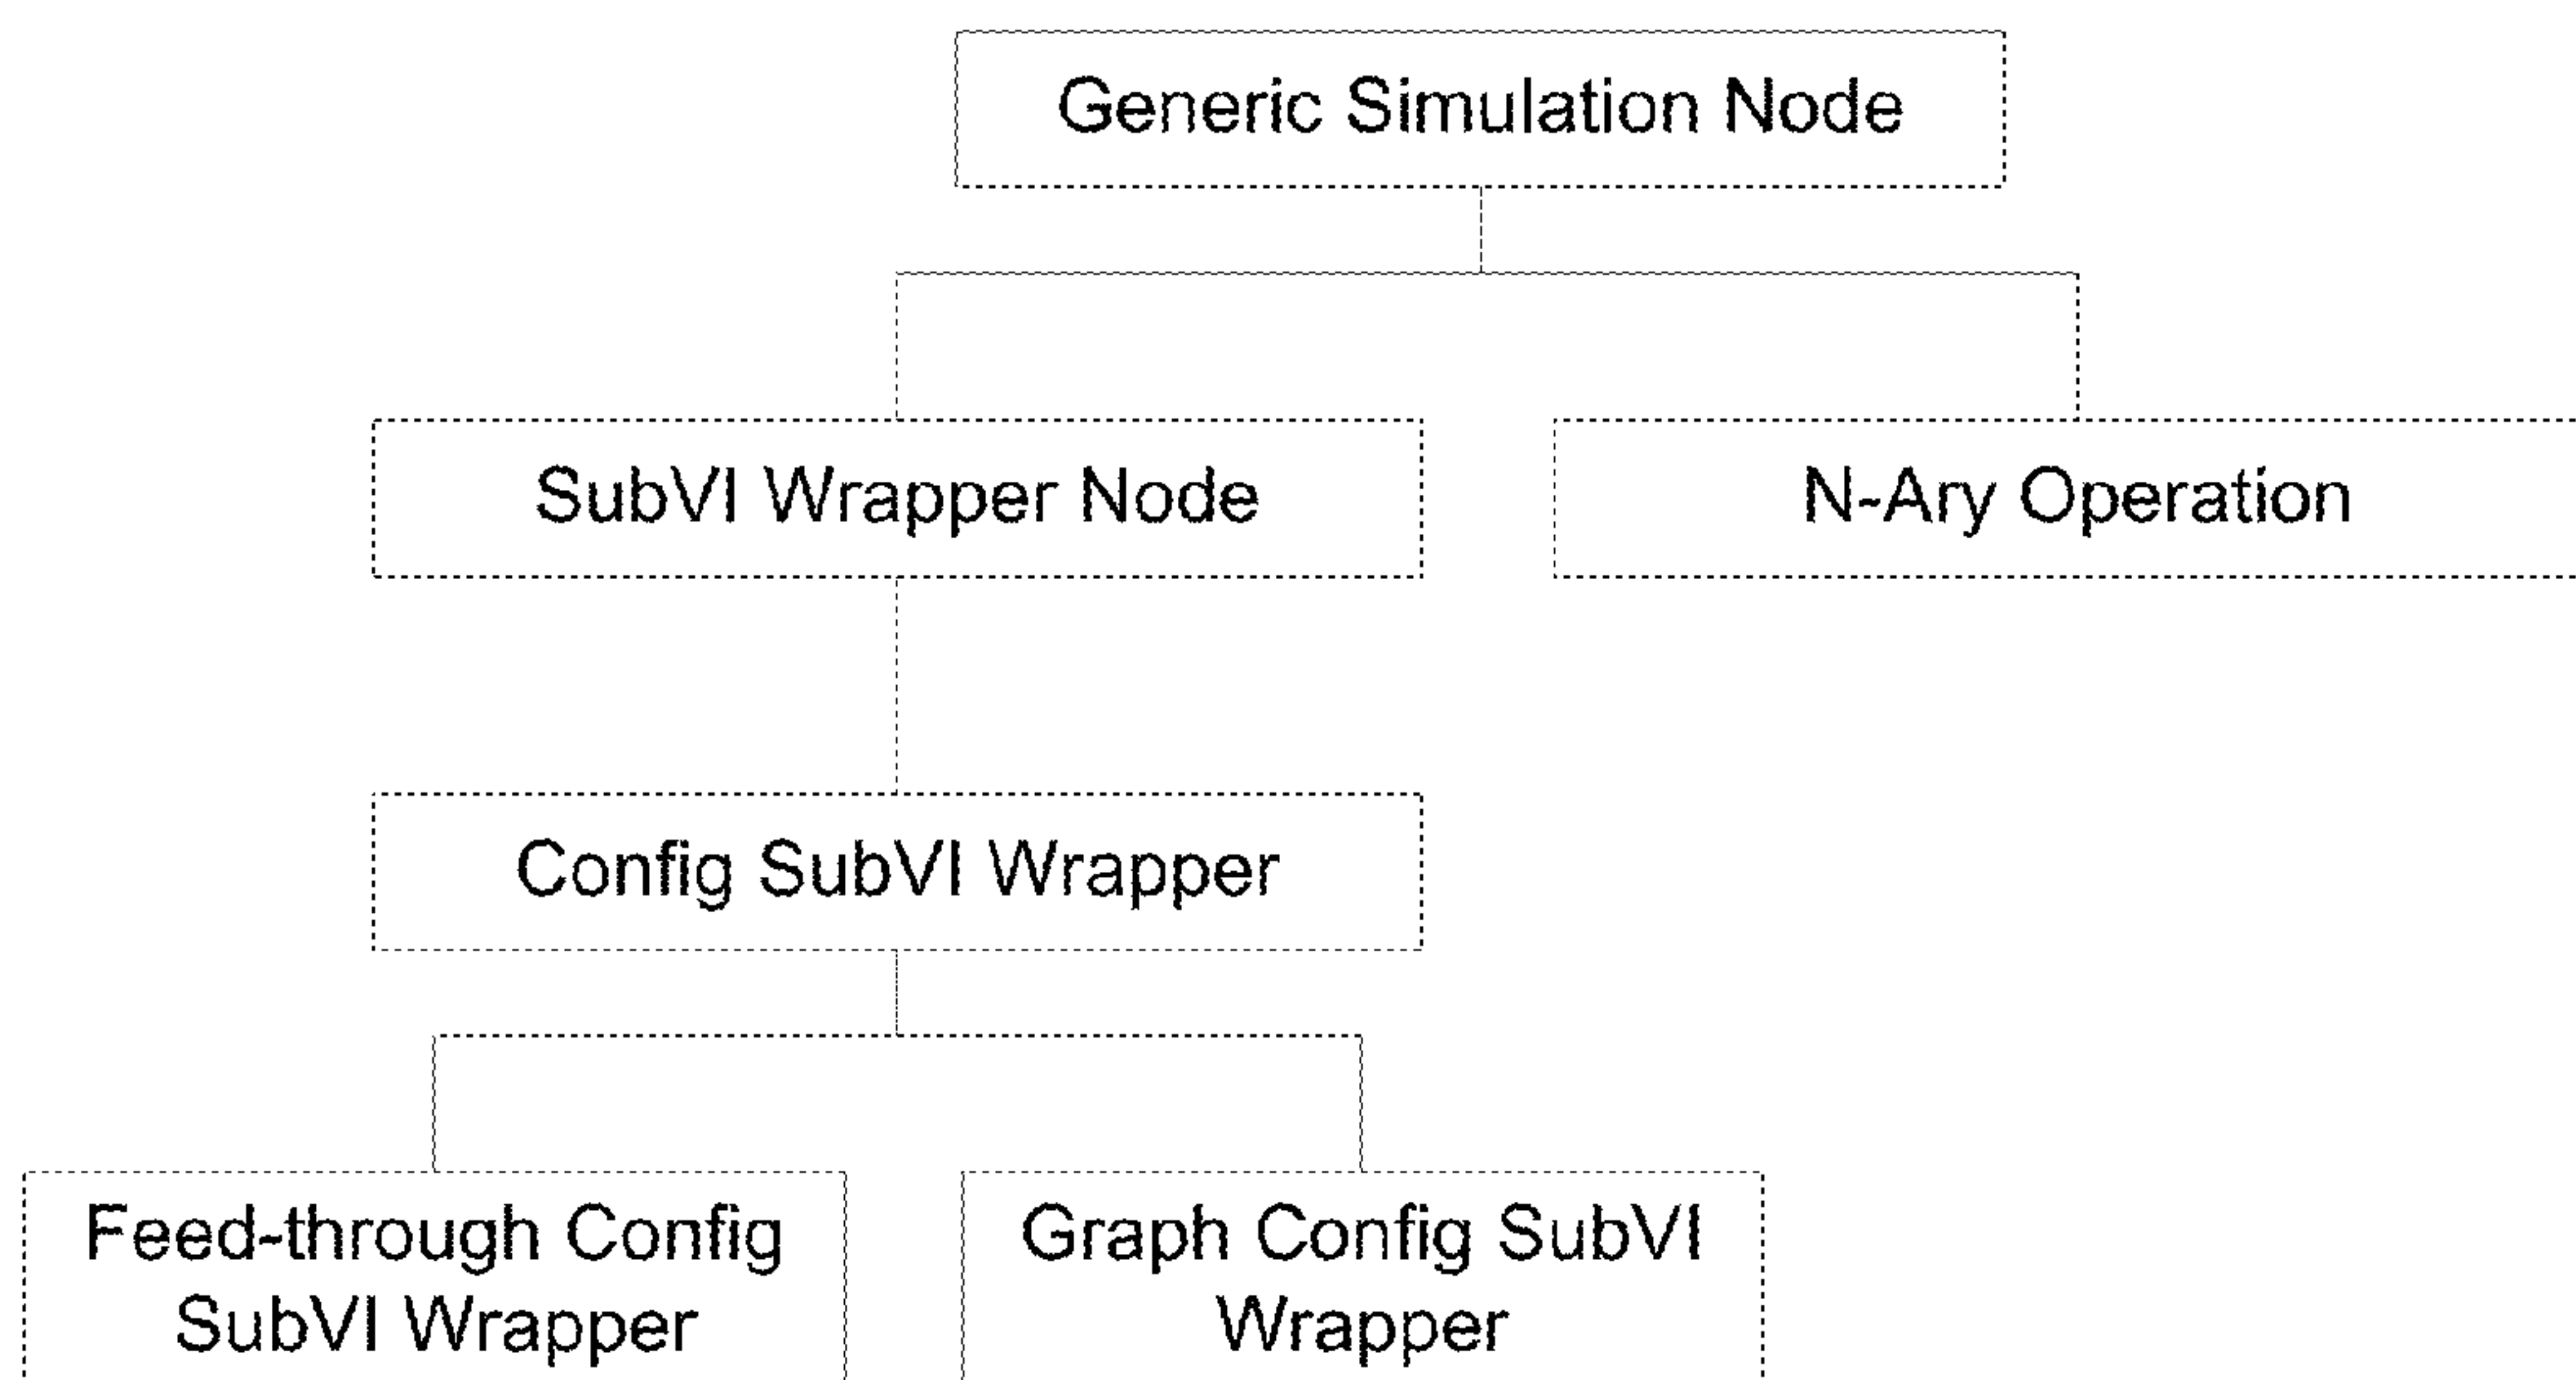 Generic Simulation Node
SubVI Wrapper Node
N-Ary Operation
Config SubVI Wrapper
Feed-through Config
SubVI Wrapper
Graph Config SubVI
Wrapper